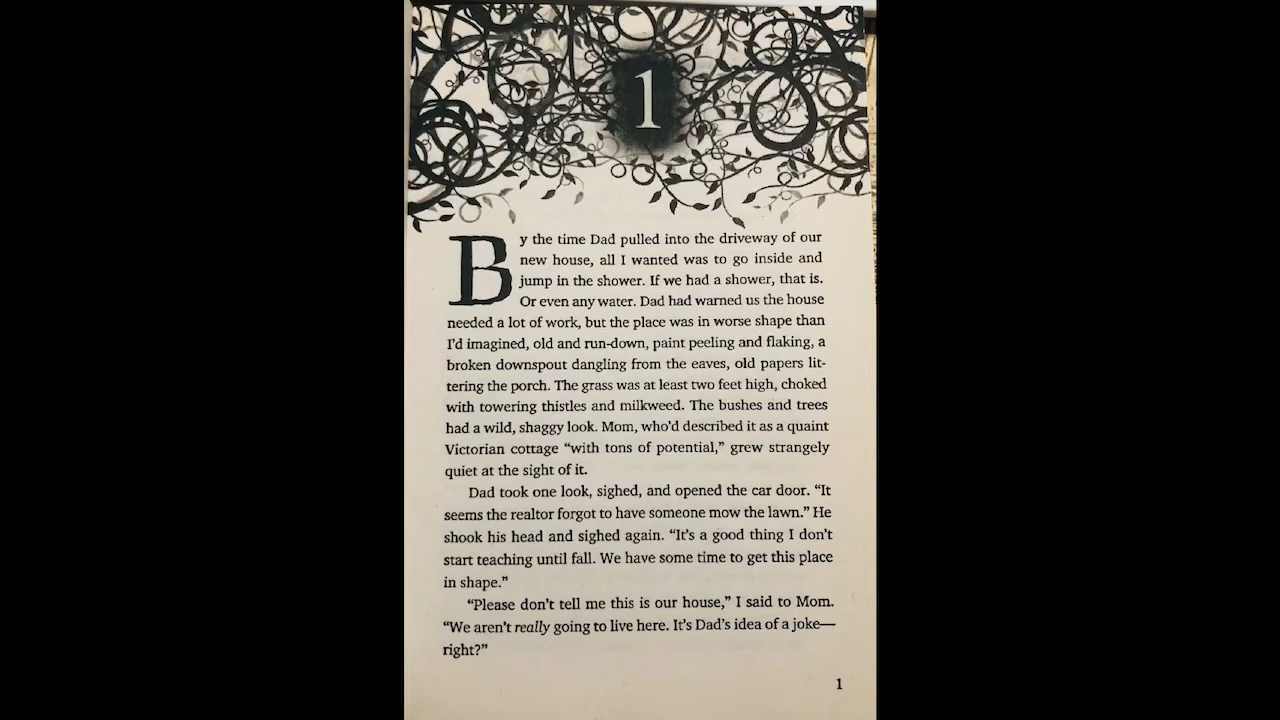 1
By the time Dad pulled into the driveway of our
new house, all I wanted was to go inside and
jump in the shower. If we had a shower, that is.
Or even any water. Dad had warned us the house
needed a lot of work, but the place was in worse shape than
I'd imagined, old and run-down, paint peeling and flaking, a
broken downspout dangling from the eaves, old papers lit-
tering the porch. The grass was at least two feet high, choked
with towering thistles and milkweed. The bushes and trees
had a wild, shaggy look. Mom, who'd described it as a quaint
Victorian cottage “with tons of potential,” grew strangely
quiet at the sight of it.
Dad took one look, sighed, and opened the car door. “It
seems the realtor forgot to have someone mow the lawn.” He
shook his head and sighed again. “It's a good thing I don't
start teaching until fall. We have some time to get this place
in shape.”
“Please don't tell me this is our house,” I said to Mom.
“We aren't really going to live here. It's Dad's idea of a joke—
right?”
1